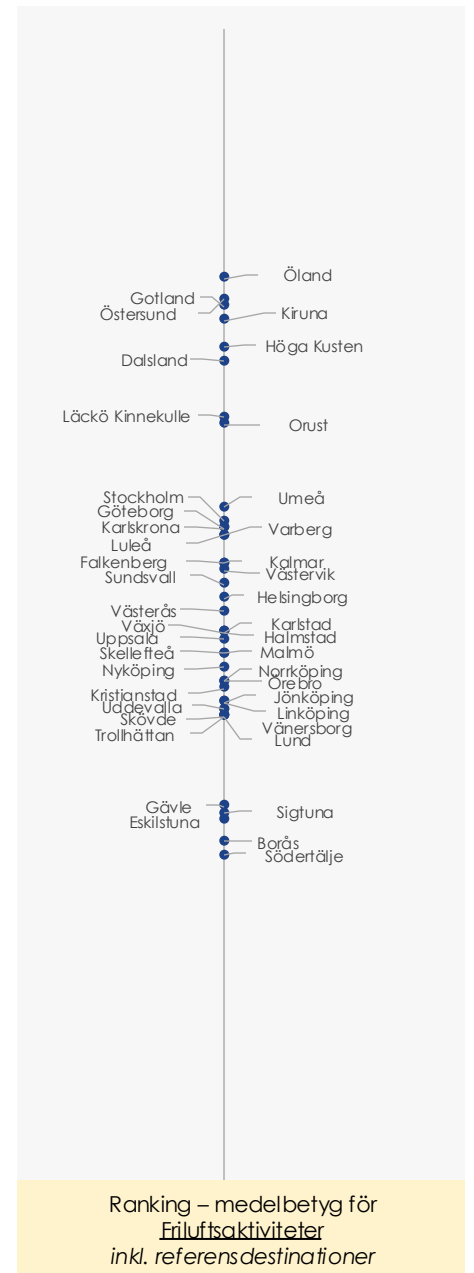 Öland
Gotland
Östersund
Kiruna
Höga Kusten
Dalsland
Läckö Kinnekulle
Orust
Stockholm
Umeå
Göteborg
Karlskrona
Varberg
Luleå
Falkenberg
Kalmar
Västervik
Sundsvall
Helsingborg
Västerås
Växjö
Karlstad
Uppsala
Halmstad
Skellefteå
Malmö
Nyköping
Norrköping
Örebro
Kristianstad
Jönköping
Uddevalla
Linköping
Skövde
Vänersborg
Trollhättan
Lund
Gävle
Sigtuna
Eskilstuna
Borås
Södertälje
Ranking – medelbetyg för
Friluftsaktiviteter
inkl. referensdestinationer